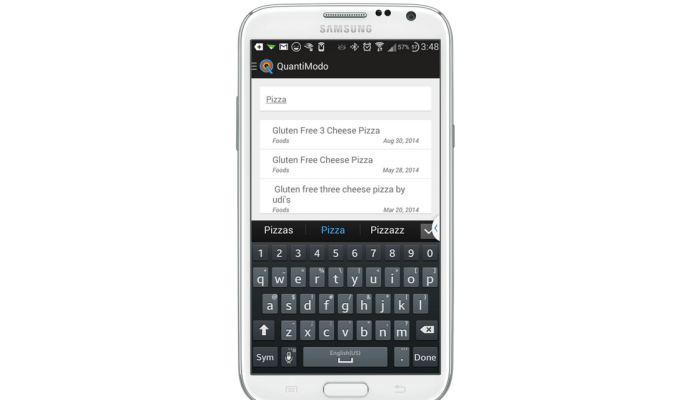 SAMSUNG
57% 3:48
QuantiModo
Pizza
Gluten Free 3 Cheese Pizza
Foods Aug 30, 2014
Gluten Free Cheese Pizza
Foods May 28, 2014
Gluten free three cheese pizza by
udi's
Foods Mar 20, 2014
Pizzas Pizza Pizzazz
1 2 3 4 5 6 7 8 9 0
q w e r t y u i o p
a s d f g h j k l
z x c v b n m
Sym English(US) . Done